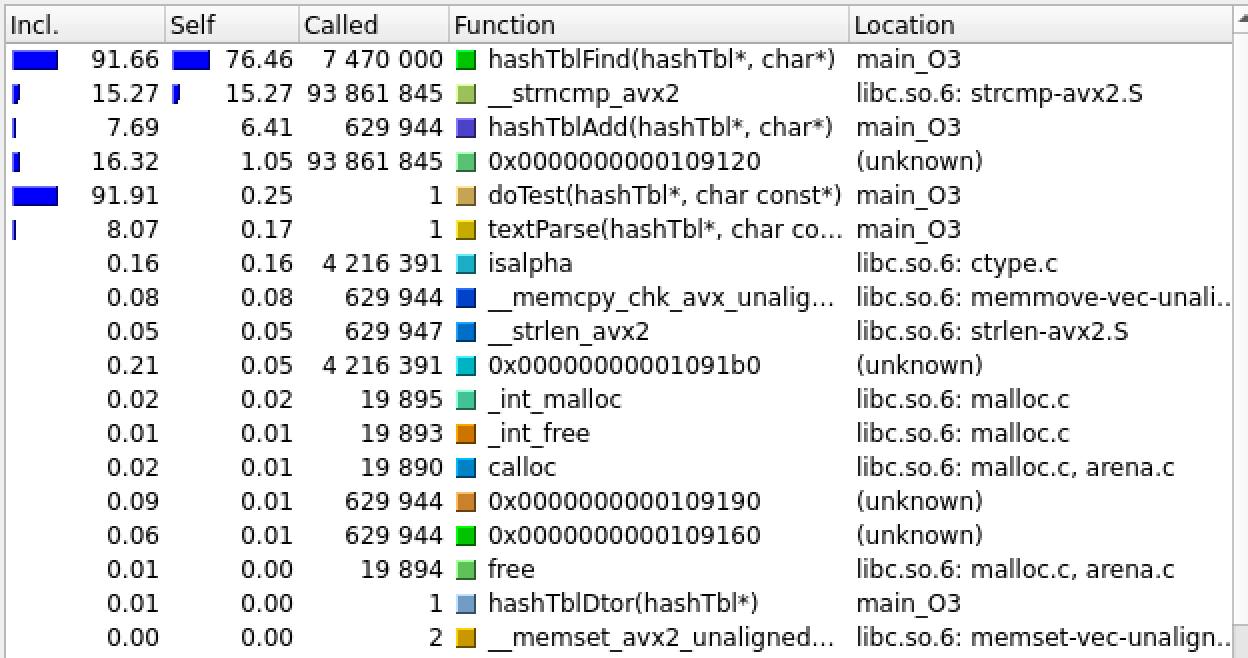 Incl. Self Called Function Location
91.66 76.46 7 470 000 hashTblFind(hashTbl*, char*) main_O3
15.27 15.27 93 861 845 __strncmp_avx2 libc.so.6: strcmp-avx2.S
7.69 6.41 629 944 hashTblAdd(hashTbl*, char*) main_O3
16.32 1.05 93 861 845 0x0000000000109120 (unknown)
91.91 0.25 1 doTest(hashTbl*, char const*) main_O3
8.07 0.17 1 textParse(hashTbl*, char co... main_O3
0.16 0.16 4 216 391 isalpha libc.so.6: ctype.c
0.08 0.08 629 944 __memcpy_chk_avx_unalig... libc.so.6: memmove-vec-unali..
0.05 0.05 629 947 __strlen_avx2 libc.so.6: strlen-avx2.S
0.21 0.05 4 216 391 0x00000000001091b0 (unknown)
0.02 0.02 19 895 _int_malloc libc.so.6: malloc.c
0.01 0.01 19 893 _int_free libc.so.6: malloc.c
0.02 0.01 19 890 calloc libc.so.6: malloc.c, arena.c
0.09 0.01 629 944 0x0000000000109190 (unknown)
0.06 0.01 629 944 0x0000000000109160 (unknown)
0.01 0.00 19 894 free libc.so.6: malloc.c, arena.c
0.01 0.00 1 hashTblDtor(hashTbl*) main_O3
0.00 0.00 2 __memset_avx2_unaligned... libc.so.6: memset-vec-unalign..